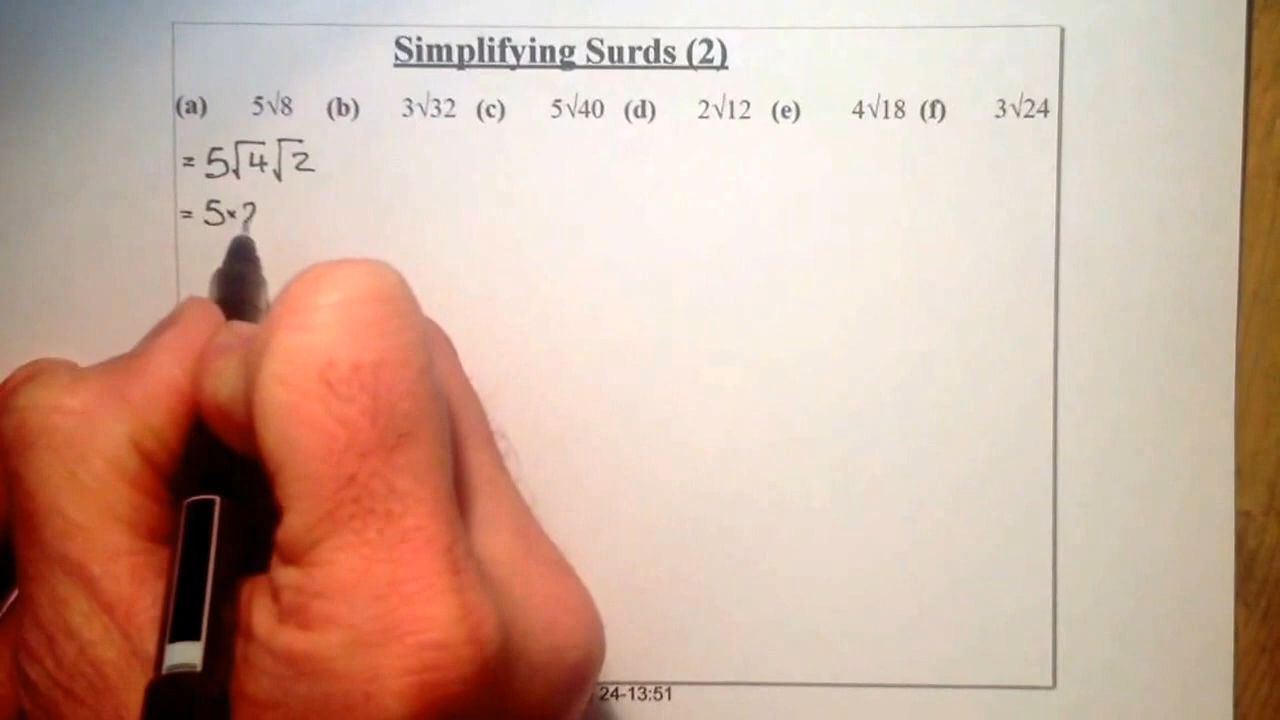 Simplifying Surds (2)
(a) 5√8 (b) 3√32 (c) 5√40 (d) 2√12 (e) 4√18 (f) 3√24
= 5√4√2
= 5×2
24-13:51